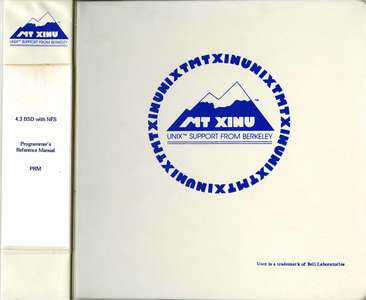 MT XINU
UNIX™ SUPPORT FROM BERKELEY
4.3 BSD with NFS
Programmer's
Reference Manual
PRM
TMTXINUNIXTMTXINUNIXTMTXINUNIXTMTXINUNIX
MT XINU
UNIX™ SUPPORT FROM BERKELEY
Unix is a trademark of Bell Laboratories